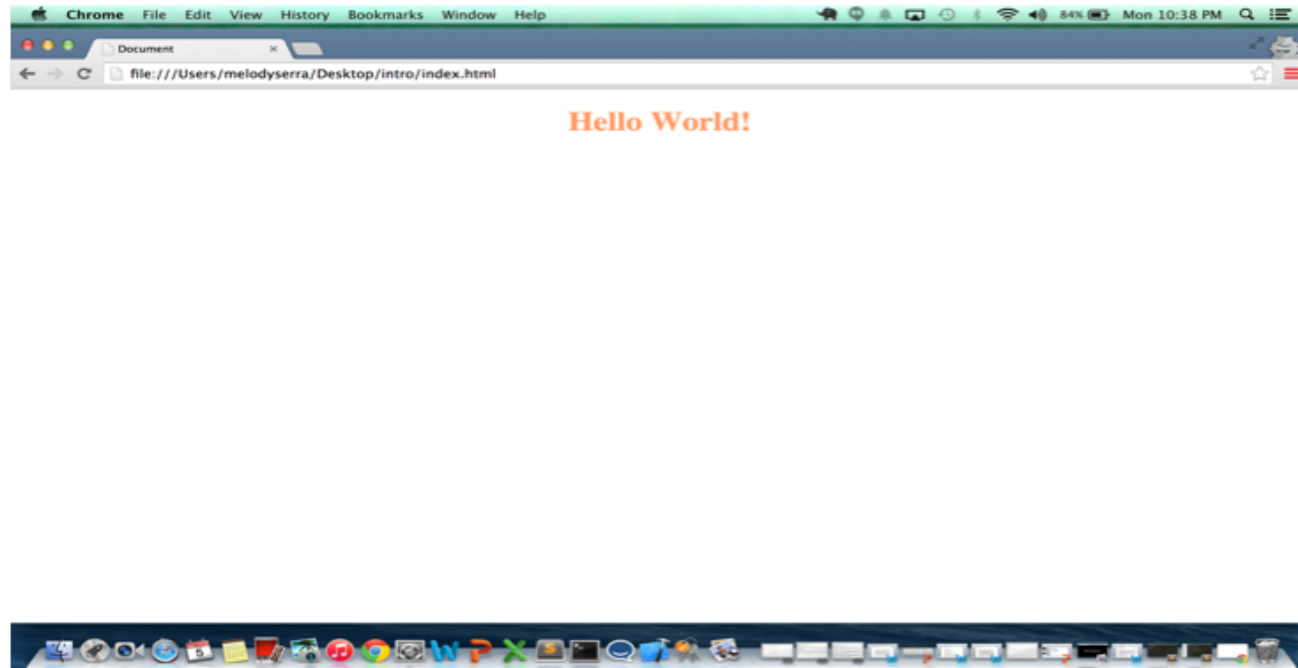 Chrome File Edit View History Bookmarks Window Help 84% Mon 10:38 PM
Document
file:///Users/melodyserra/Desktop/intro/index.html
Hello World!
5